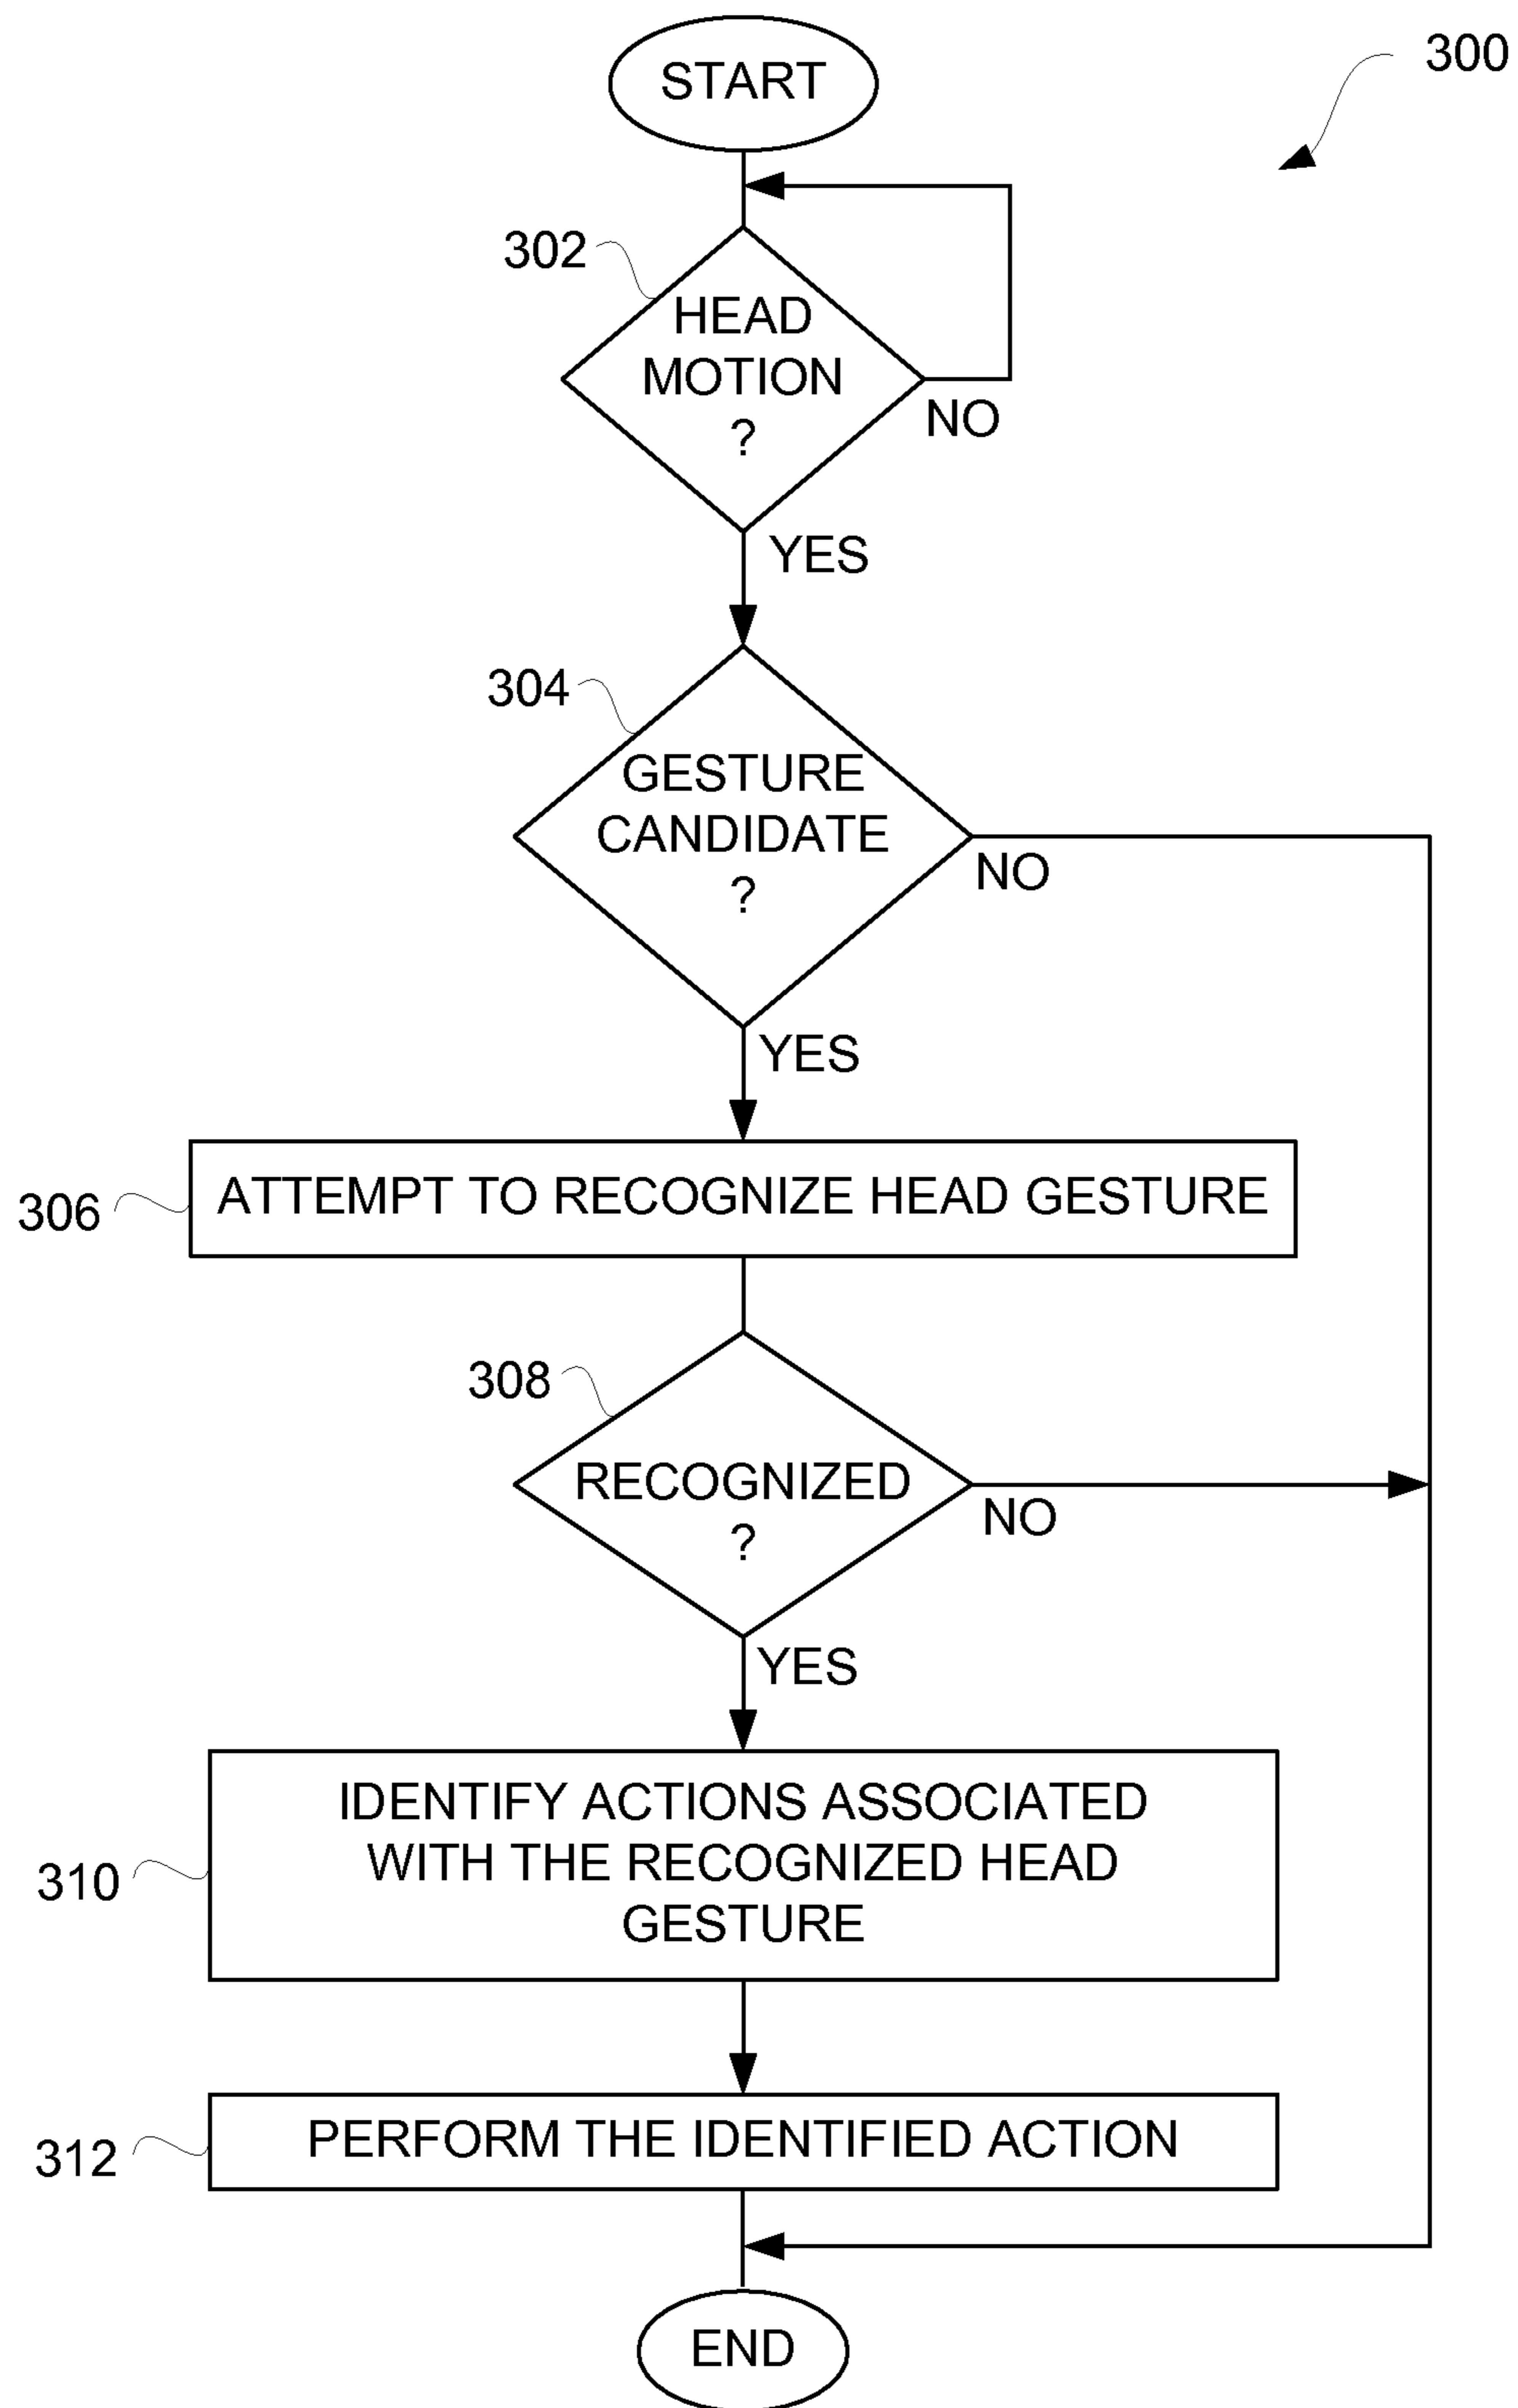 START
300
302
HEAD
MOTION
?
NO
YES
304
GESTURE
CANDIDATE
?
NO
YES
306
ATTEMPT TO RECOGNIZE HEAD GESTURE
308
RECOGNIZED
?
NO
YES
310
IDENTIFY ACTIONS ASSOCIATED
WITH THE RECOGNIZED HEAD
GESTURE
312
PERFORM THE IDENTIFIED ACTION
END